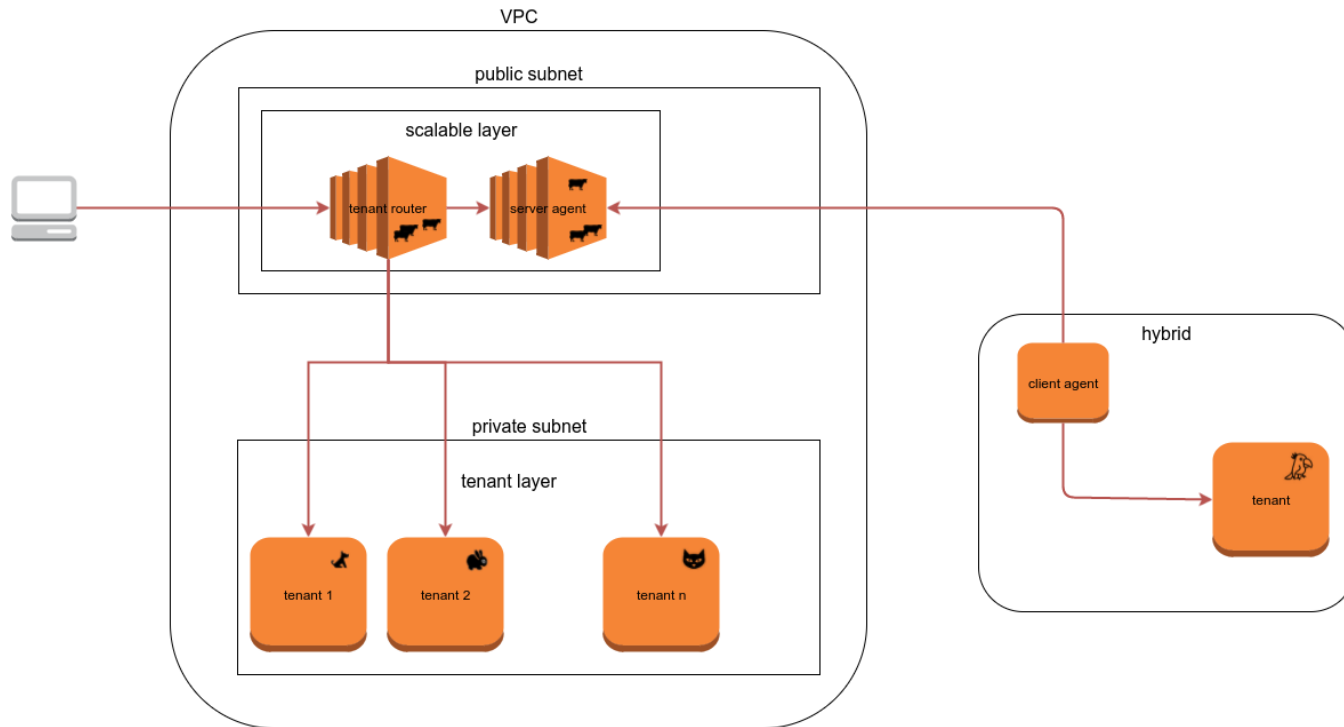 VPC
public subnet
scalable layer
tenant router
server agent
hybrid
client agent
private subnet
tenant layer
tenant
tenant 1
tenant 2
tenant n